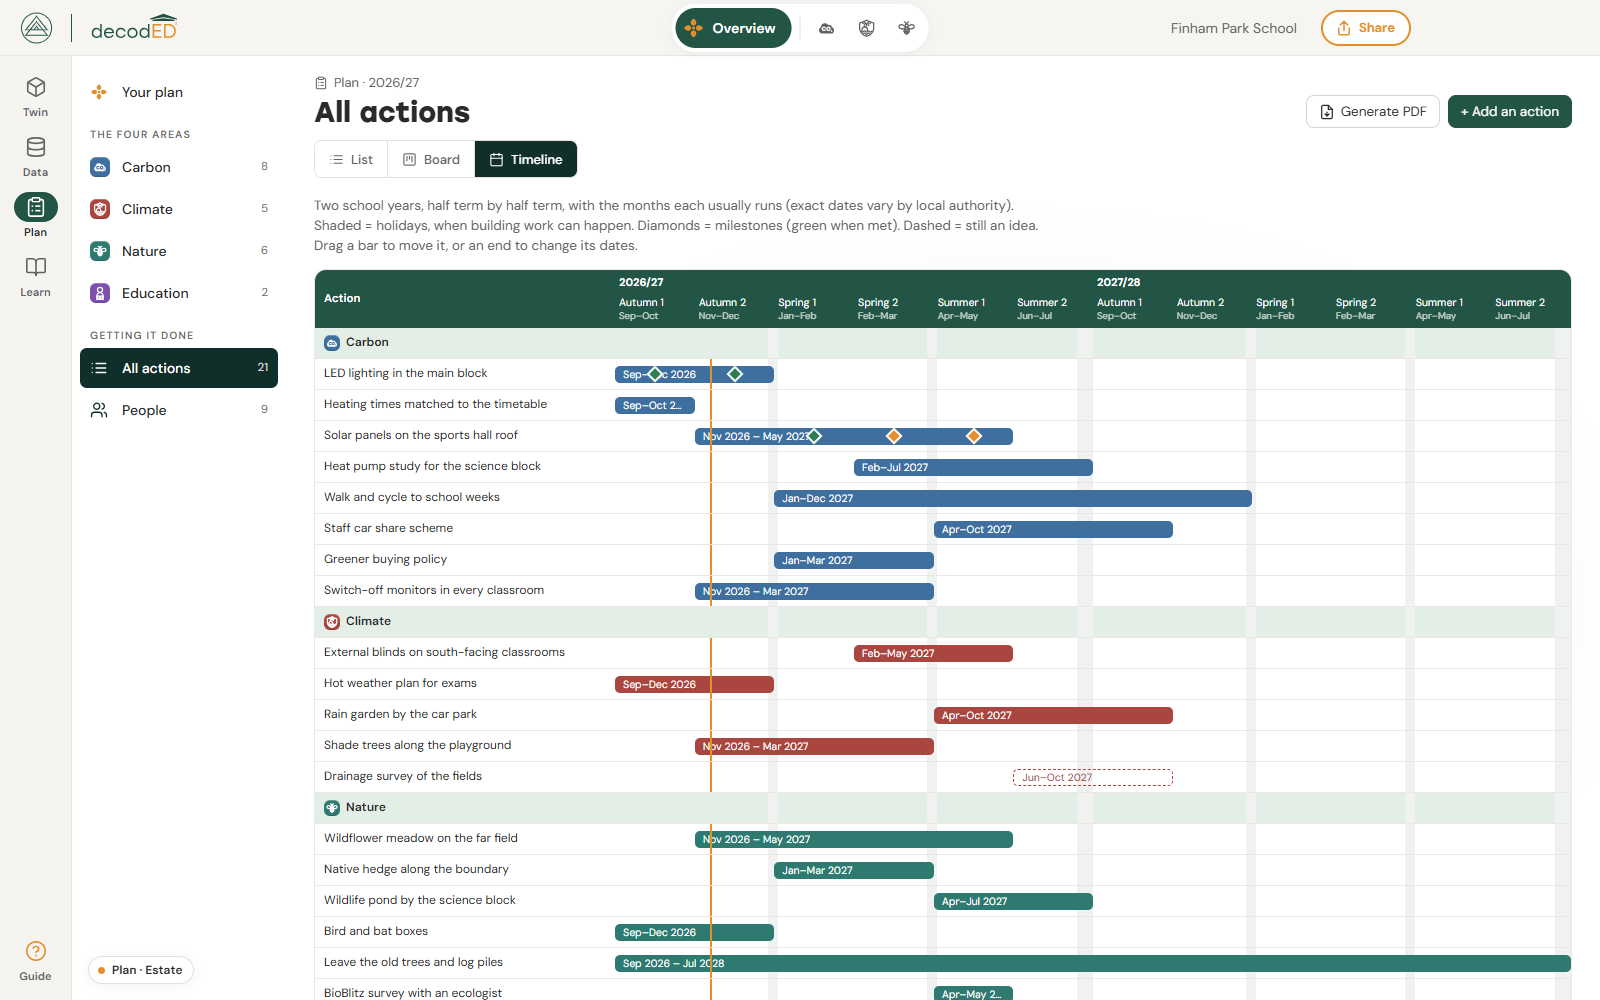 decodED
Overview
Finham Park School
Share
Twin
Data
Plan
Learn
Guide
Your plan
THE FOUR AREAS
Carbon 8
Climate 5
Nature 6
Education 2
GETTING IT DONE
All actions 21
People 9
Plan · Estate
Plan · 2026/27
All actions
Generate PDF
+ Add an action
List
Board
Timeline
Two school years, half term by half term, with the months each usually runs (exact dates vary by local authority).
Shaded = holidays, when building work can happen. Diamonds = milestones (green when met). Dashed = still an idea.
Drag a bar to move it, or an end to change its dates.
2026/27 2027/28
Action
Autumn 1 Autumn 2 Spring 1 Spring 2 Summer 1 Summer 2 Autumn 1 Autumn 2 Spring 1 Spring 2 Summer 1 Summer 2
Sep–Oct Nov–Dec Jan–Feb Feb–Mar Apr–May Jun–Jul Sep–Oct Nov–Dec Jan–Feb Feb–Mar Apr–May Jun–Jul
Carbon
LED lighting in the main block Sep– c 2026
Heating times matched to the timetable Sep–Oct 2...
Solar panels on the sports hall roof Nov 2026 – May 2027
Heat pump study for the science block Feb–Jul 2027
Walk and cycle to school weeks Jan–Dec 2027
Staff car share scheme Apr–Oct 2027
Greener buying policy Jan–Mar 2027
Switch-off monitors in every classroom Nov 2026 – Mar 2027
Climate
External blinds on south-facing classrooms Feb–May 2027
Hot weather plan for exams Sep–Dec 2026
Rain garden by the car park Apr–Oct 2027
Shade trees along the playground Nov 2026 – Mar 2027
Drainage survey of the fields Jun–Oct 2027
Nature
Wildflower meadow on the far field Nov 2026 – May 2027
Native hedge along the boundary Jan–Mar 2027
Wildlife pond by the science block Apr–Jul 2027
Bird and bat boxes Sep–Dec 2026
Leave the old trees and log piles Sep 2026 – Jul 2028
BioBlitz survey with an ecologist Apr–May 2...